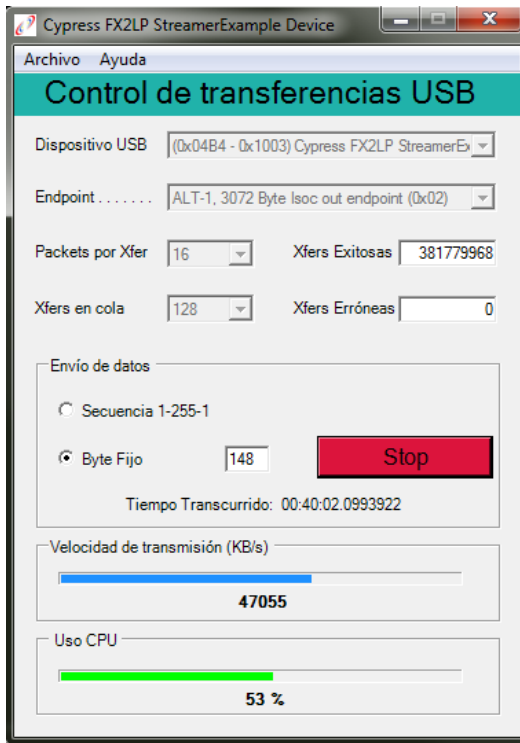 Cypress FX2LP StreamerExample Device
Archivo Ayuda
Control de transferencias USB
Dispositivo USB (0x04B4 - 0x1003) Cypress FX2LP StreamerEx
Endpoint . . . . . . . ALT-1, 3072 Byte Isoc out endpoint (0x02)
Packets por Xfer 16 Xfers Exitosas 381779968
Xfers en cola 128 Xfers Erróneas 0
Envío de datos
Secuencia 1-255-1
Byte Fijo 148 Stop
Tiempo Transcurrido: 00:40:02.0993922
Velocidad de transmisión (KB/s)
47055
Uso CPU
53 %